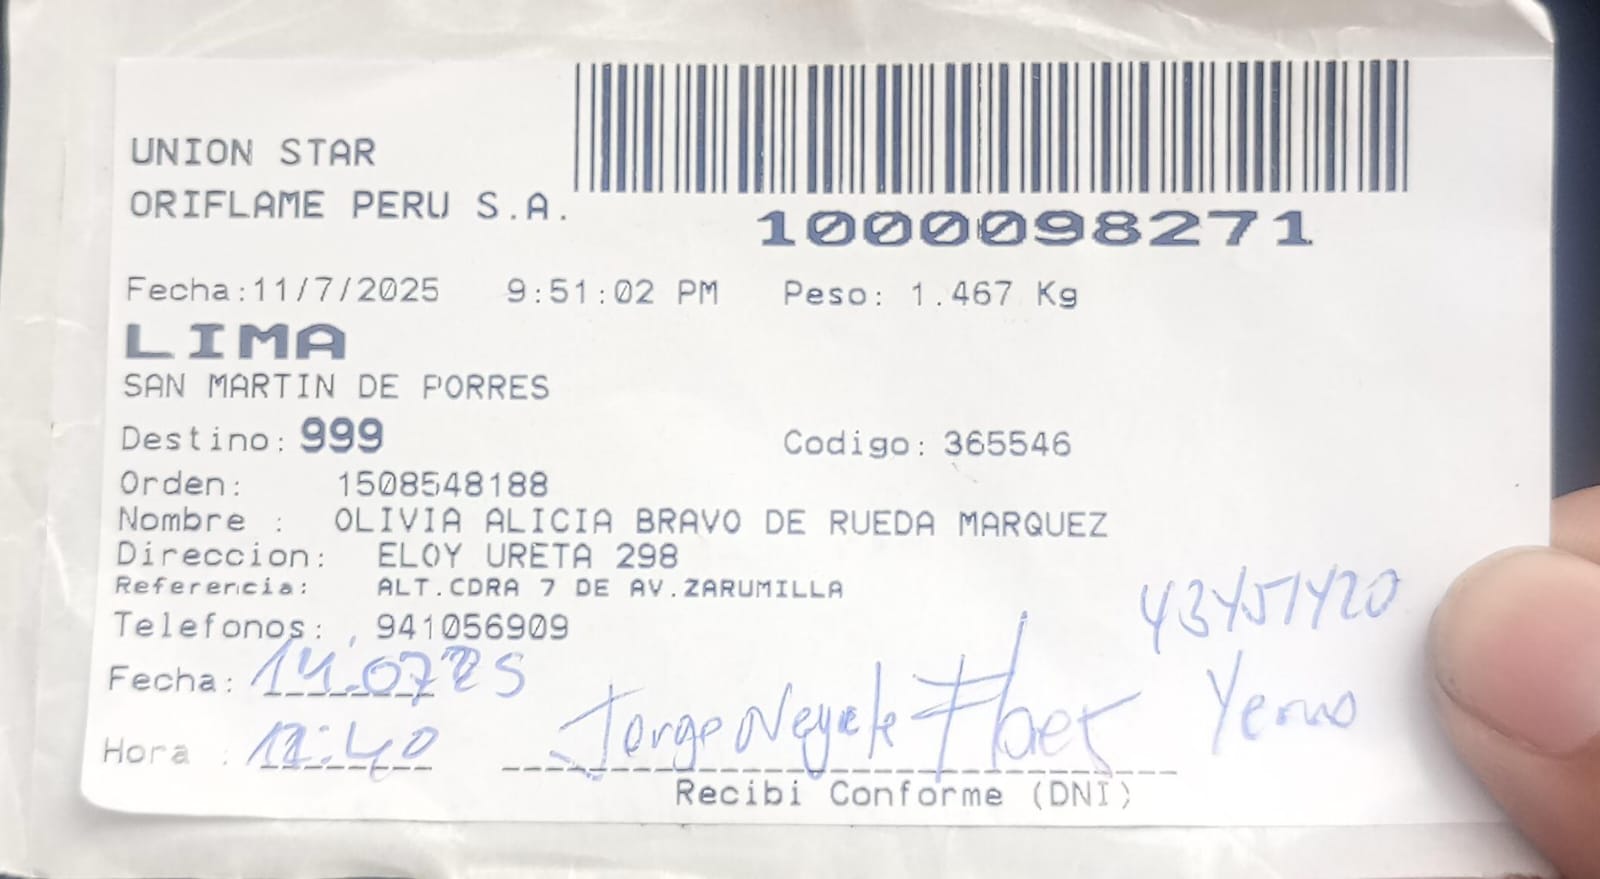 UNION STAR
ORIFLAME PERU S.A.
1000098271
Fecha:11/7/2025 9:51:02 PM Peso: 1.467 Kg
LIMA
SAN MARTIN DE PORRES
Destino: 999 Codigo: 365546
Orden: 1508548188
Nombre : OLIVIA ALICIA BRAVO DE RUEDA MARQUEZ
Direccion: ELOY URETA 298
Referencia: ALT.CDRA 7 DE AV.ZARUMILLA
Telefonos: 941056909
43451420
Fecha: 14.07.25
Hora : :40 Jorge Yerno
Recibi Conforme (DNI)